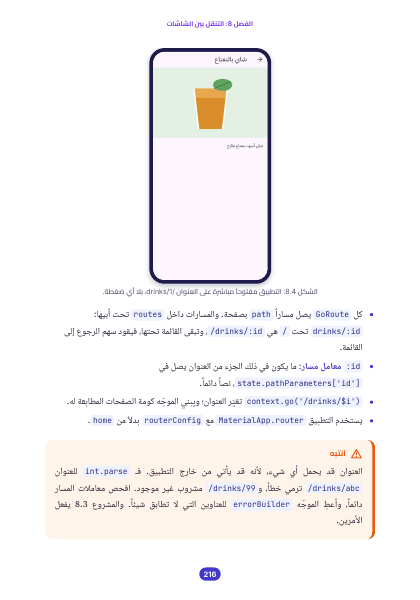 الفصل 8: التنقل بين الشاشات
شاي بالنعناع
شاي أسود بنعناع طازج
الشكل 8.4: التطبيق مفتوحاً مباشرة على العنوان /drinks/1، بلا أي ضغطة.
كل GoRoute يصل مساراً path بصفحة. والمسارات داخل routes تحت أبيها:
drinks/:id تحت / هي /drinks/:id، وتبقى القائمة تحتها، فيقود سهم الرجوع إلى
القائمة.
:id معامل مسار: ما يكون في ذلك الجزء من العنوان يصل في
state.pathParameters['id']، نصاً دائماً.
context.go('/drinks/$i') تغيّر العنوان؛ ويبني الموجّه كومة الصفحات المطابقة له.
يستخدم التطبيق MaterialApp.router مع routerConfig بدلاً من home.
انتبه
العنوان قد يحمل أي شيء، لأنه قد يأتي من خارج التطبيق. فـ int.parse للعنوان
/drinks/abc ترمي خطأ، و /drinks/99 مشروب غير موجود. افحص معاملات المسار
دائماً، وأعطِ الموجّه errorBuilder للعناوين التي لا تطابق شيئاً. والمشروع 8.3 يفعل
الأمرين.
216